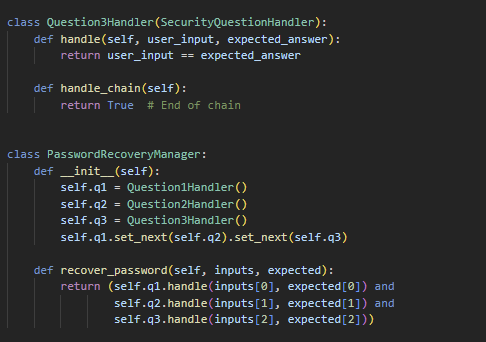 class Question3Handler(SecurityQuestionHandler):
    def handle(self, user_input, expected_answer):
        return user_input == expected_answer

    def handle_chain(self):
        return True  # End of chain


class PasswordRecoveryManager:
    def __init__(self):
        self.q1 = Question1Handler()
        self.q2 = Question2Handler()
        self.q3 = Question3Handler()
        self.q1.set_next(self.q2).set_next(self.q3)

    def recover_password(self, inputs, expected):
        return (self.q1.handle(inputs[0], expected[0]) and
                self.q2.handle(inputs[1], expected[1]) and
                self.q3.handle(inputs[2], expected[2]))